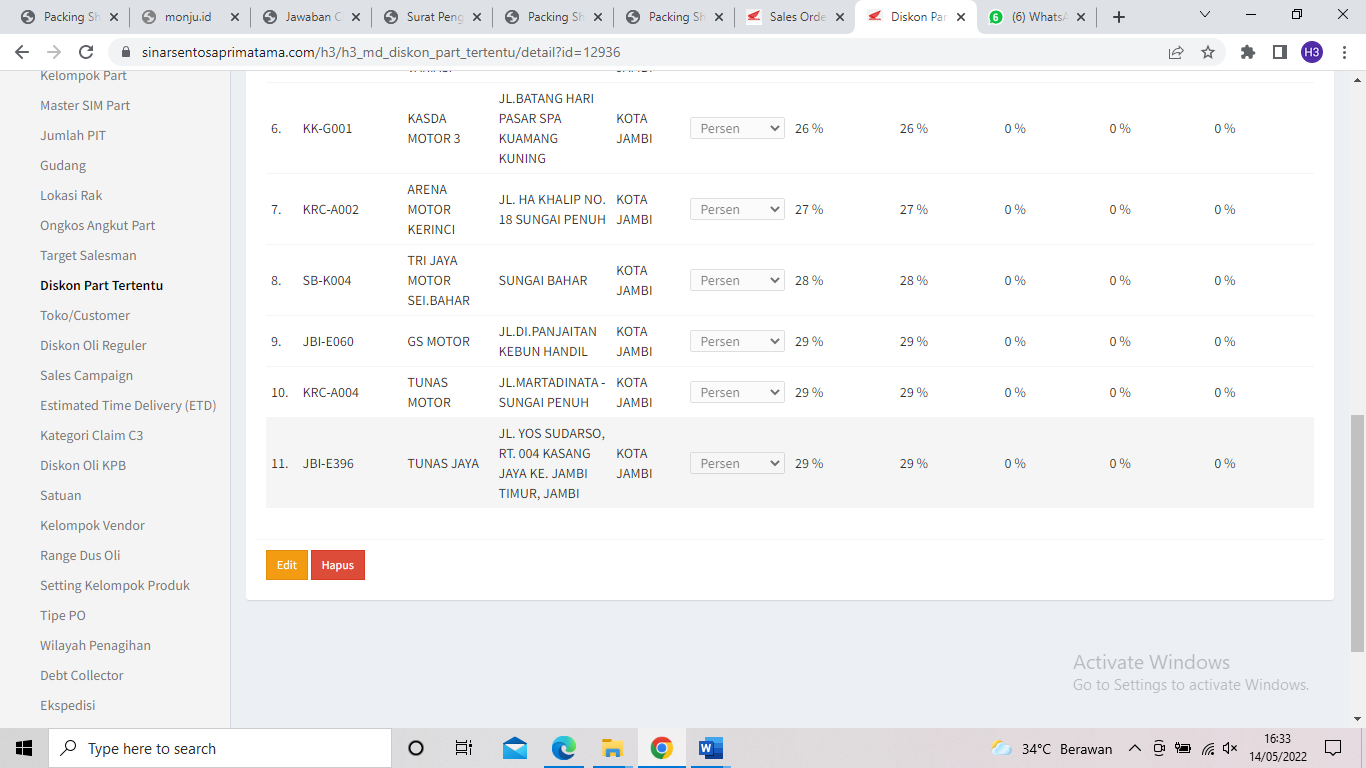 Packing Sh
monju.id
Jawaban C
Surat Peng
Packing Sh
Packing Sh
Sales Orde
Diskon Par
(6) WhatsA
sinarsentosaprimatama.com/h3/h3_md_diskon_part_tertentu/detail?id=12936
H3
Kelompok Part
Master SIM Part
Jumlah PIT
Gudang
Lokasi Rak
Ongkos Angkut Part
Target Salesman
Diskon Part Tertentu
Toko/Customer
Diskon Oli Reguler
Sales Campaign
Estimated Time Delivery (ETD)
Kategori Claim C3
Diskon Oli KPB
Satuan
Kelompok Vendor
Range Dus Oli
Setting Kelompok Produk
Tipe PO
Wilayah Penagihan
Debt Collector
Ekspedisi
6. KK-G001 KASDA MOTOR 3 JL.BATANG HARI PASAR SPA KUAMANG KUNING KOTA JAMBI Persen 26 % 26 % 0 % 0 % 0 %
7. KRC-A002 ARENA MOTOR KERINCI JL. HA KHALIP NO. 18 SUNGAI PENUH KOTA JAMBI Persen 27 % 27 % 0 % 0 % 0 %
8. SB-K004 TRI JAYA MOTOR SEI.BAHAR SUNGAI BAHAR KOTA JAMBI Persen 28 % 28 % 0 % 0 % 0 %
9. JBI-E060 GS MOTOR JL.DI.PANJAITAN KEBUN HANDIL KOTA JAMBI Persen 29 % 29 % 0 % 0 % 0 %
10. KRC-A004 TUNAS MOTOR JL.MARTADINATA - SUNGAI PENUH KOTA JAMBI Persen 29 % 29 % 0 % 0 % 0 %
11. JBI-E396 TUNAS JAYA JL. YOS SUDARSO, RT. 004 KASANG JAYA KE. JAMBI TIMUR, JAMBI KOTA JAMBI Persen 29 % 29 % 0 % 0 % 0 %
Edit
Hapus
Activate Windows
Go to Settings to activate Windows.
Type here to search
34°C Berawan
16:33
14/05/2022